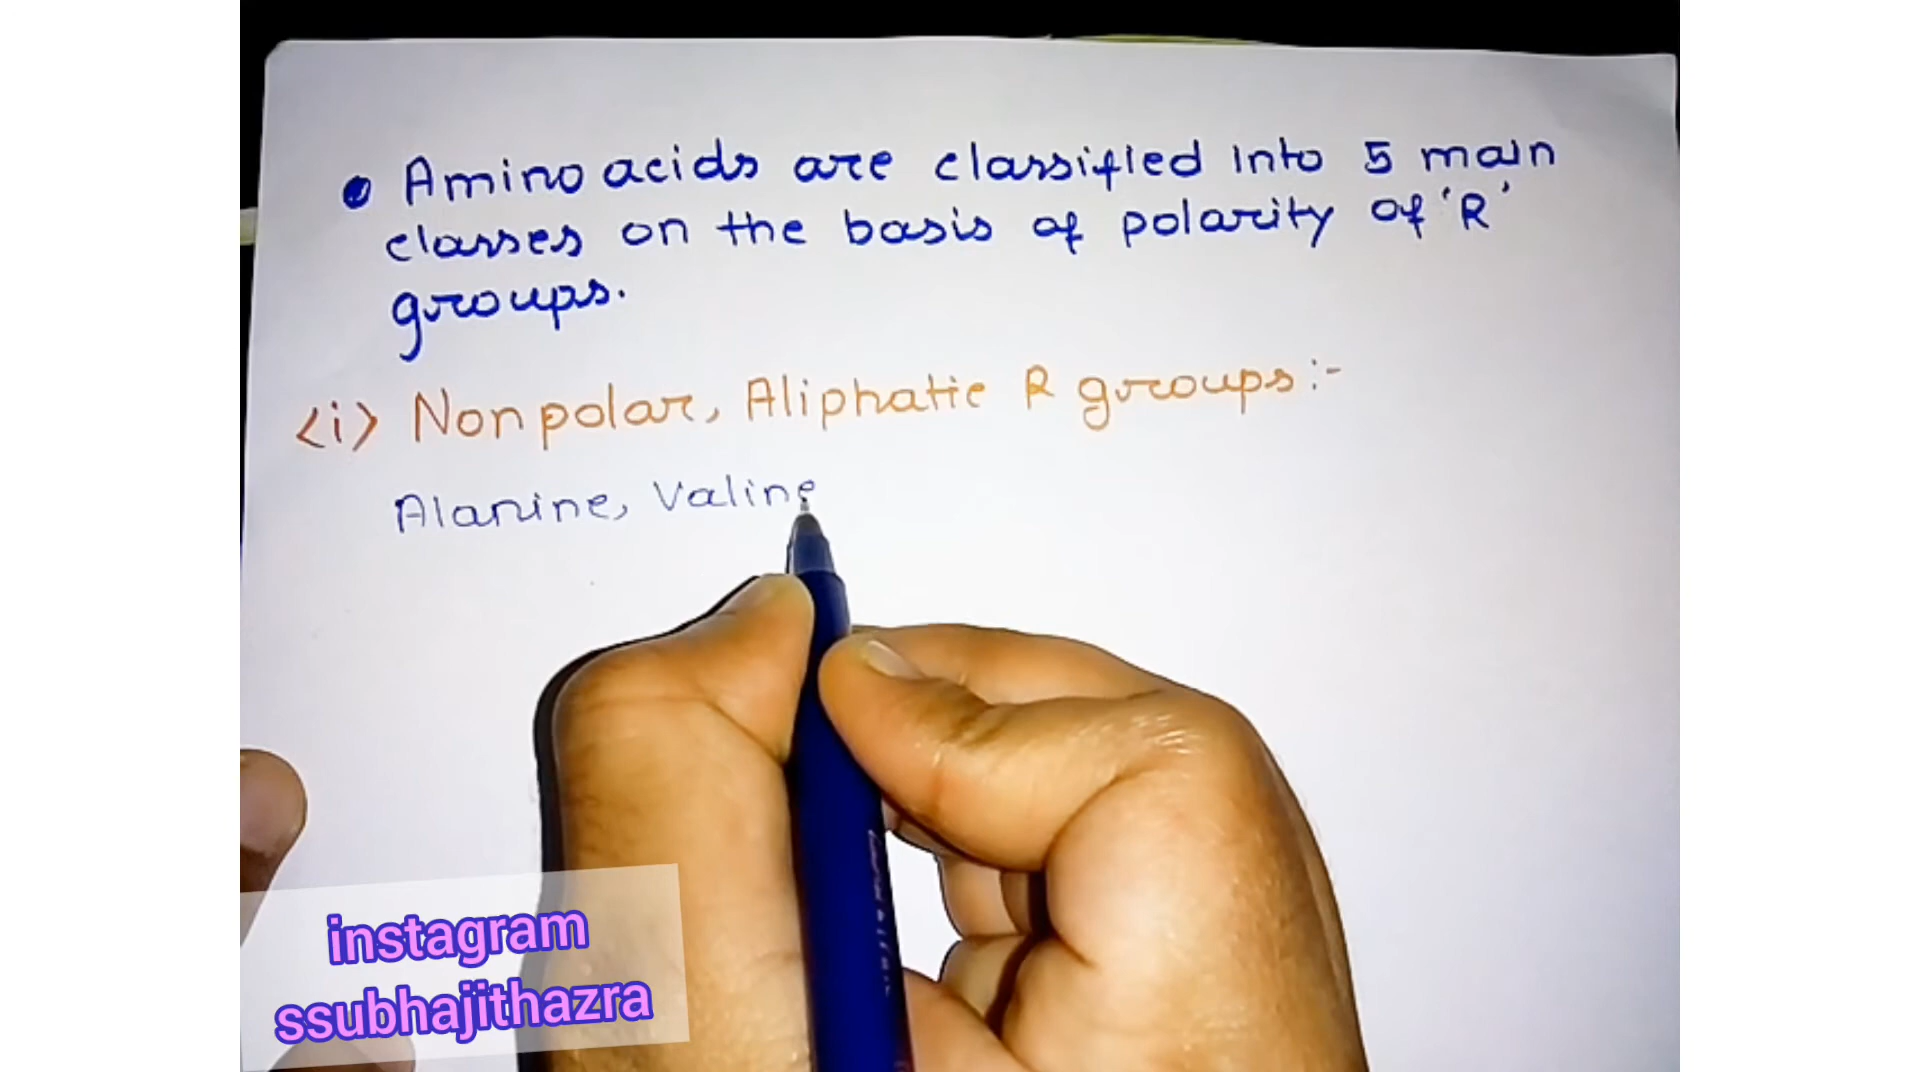 Amino acids are classified into 5 main
classes on the basis of polarity of 'R'
groups.
<i> Nonpolar, Aliphatic R groups:-
Alanine, Valine
instagram
ssubhajithazra